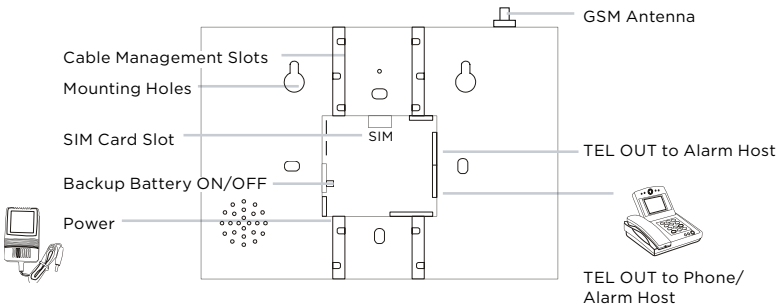 GSM Antenna
Cable Management Slots
Mounting Holes
SIM Card Slot
SIM
TEL OUT to Alarm Host
Backup Battery ON/OFF
Power
TEL OUT to Phone/
Alarm Host